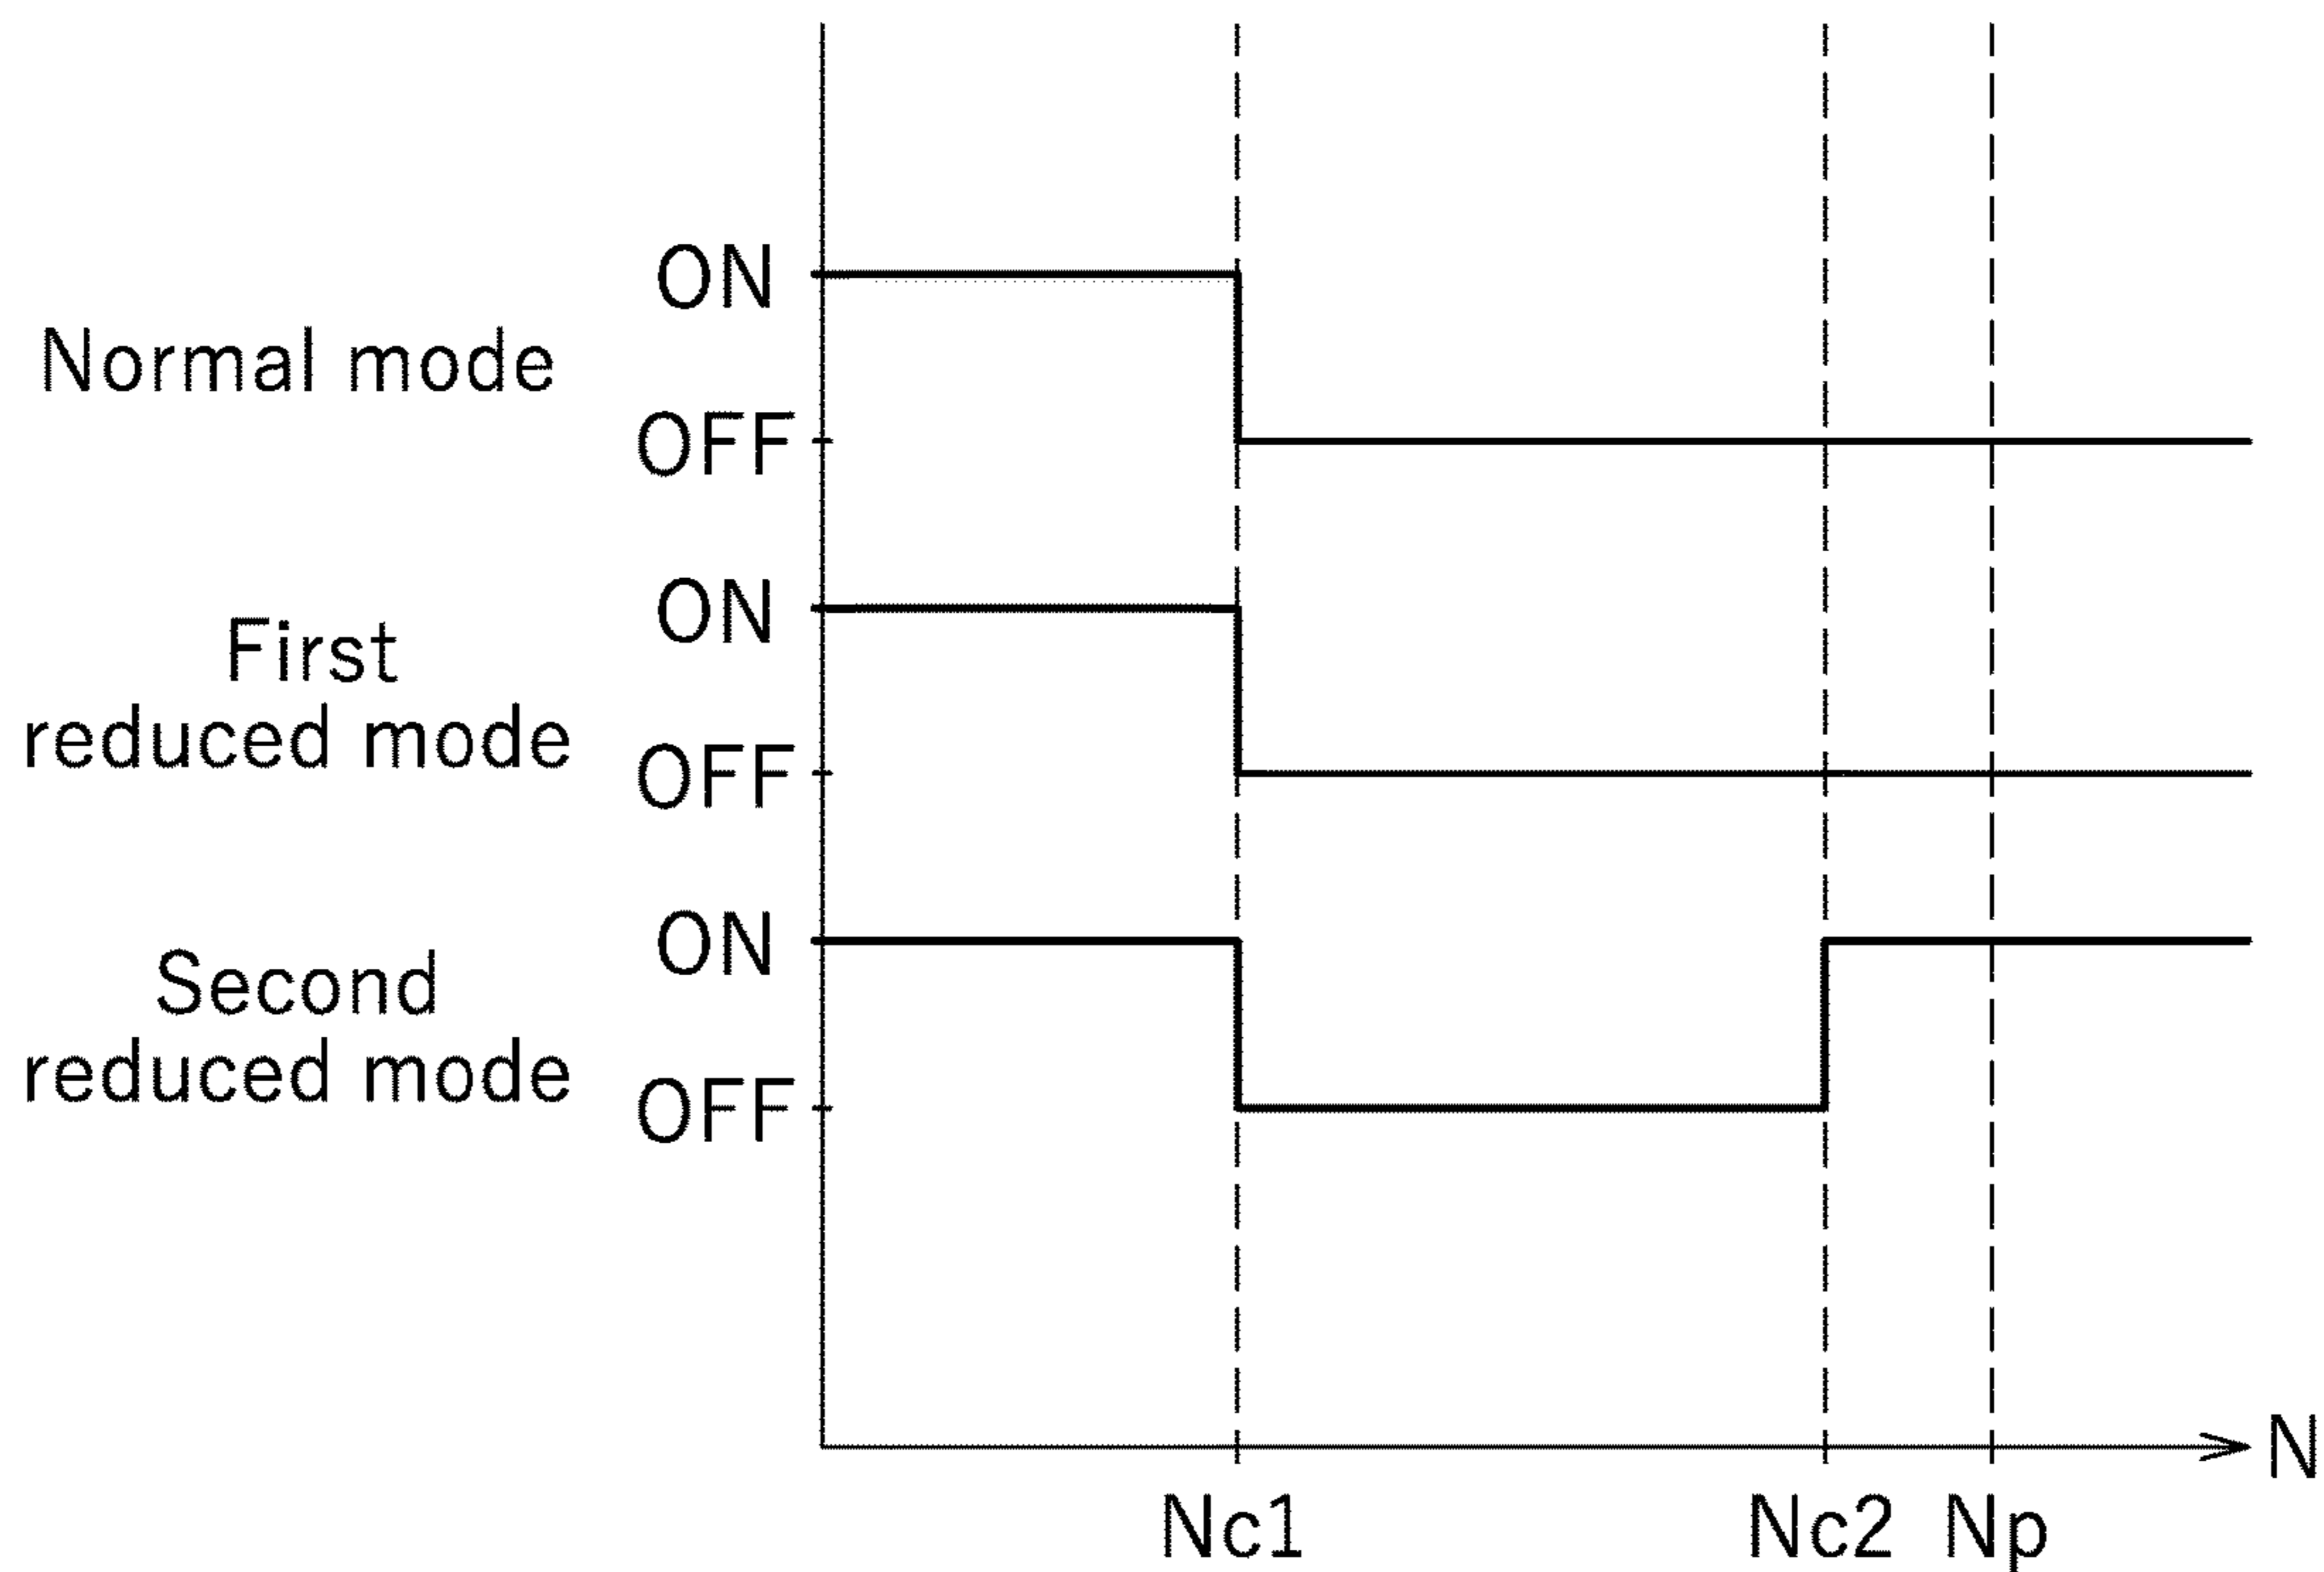 ON
Normal mode
OFF
ON
First
reduced mode
OFF
ON
Second
reduced mode
OFF
N
Nc1 Nc2 Np